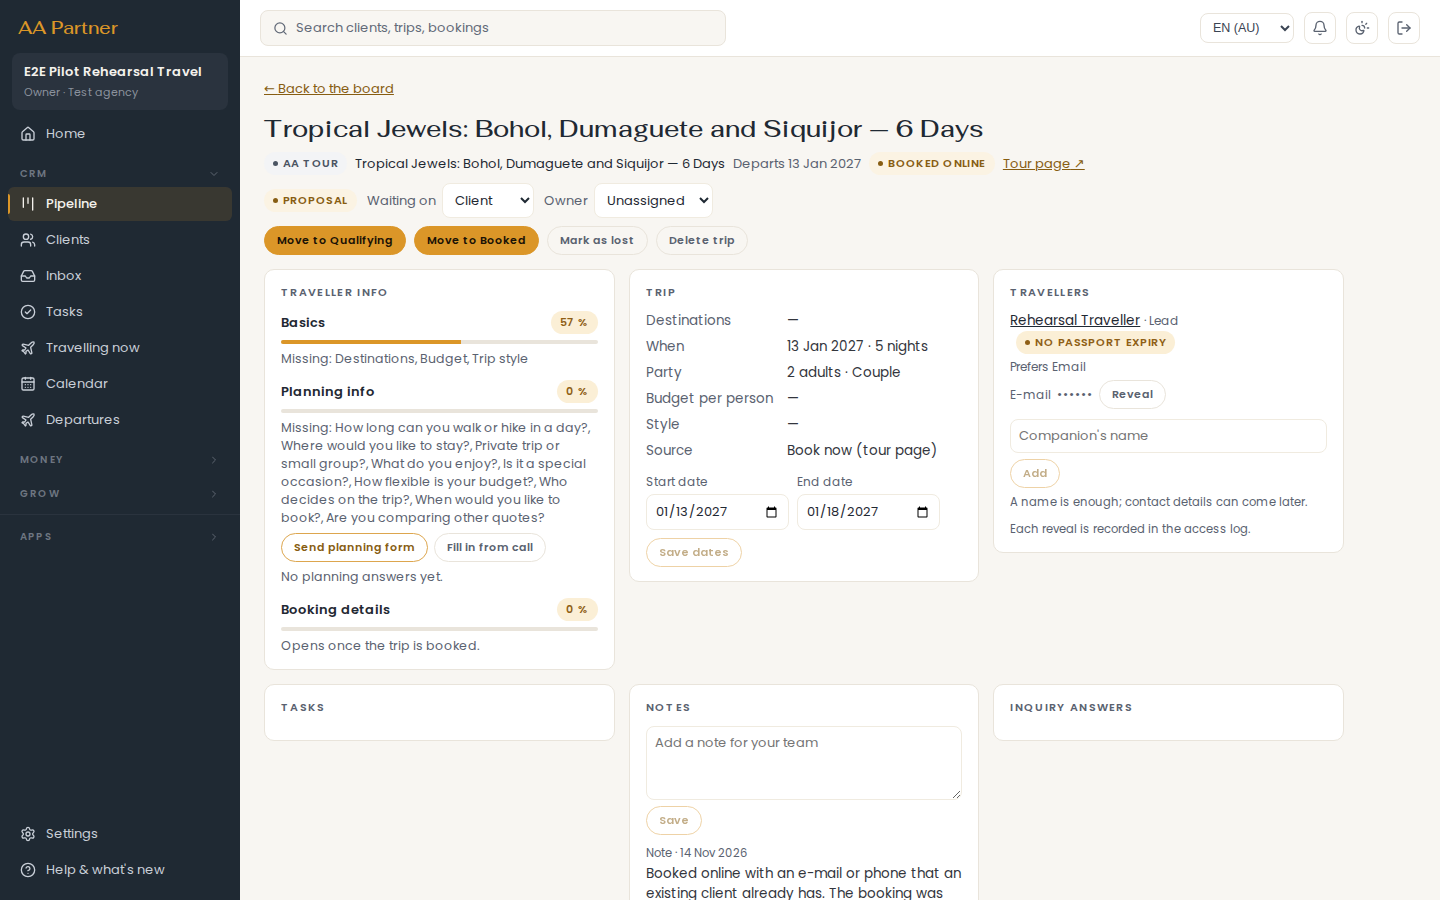 AA Partner
E2E Pilot Rehearsal Travel
Owner · Test agency
Home
CRM
Pipeline
Clients
Inbox
Tasks
Travelling now
Calendar
Departures
MONEY
GROW
APPS
Settings
Help & what's new
Search clients, trips, bookings
EN (AU)
← Back to the board
Tropical Jewels: Bohol, Dumaguete and Siquijor — 6 Days
AA TOUR Tropical Jewels: Bohol, Dumaguete and Siquijor — 6 Days Departs 13 Jan 2027 BOOKED ONLINE Tour page ↗
PROPOSAL Waiting on Client Owner Unassigned
Move to Qualifying Move to Booked Mark as lost Delete trip
TRAVELLER INFO
Basics 57 %
Missing: Destinations, Budget, Trip style
Planning info 0 %
Missing: How long can you walk or hike in a day?,
Where would you like to stay?, Private trip or
small group?, What do you enjoy?, Is it a special
occasion?, How flexible is your budget?, Who
decides on the trip?, When would you like to
book?, Are you comparing other quotes?
Send planning form Fill in from call
No planning answers yet.
Booking details 0 %
Opens once the trip is booked.
TRIP
Destinations —
When 13 Jan 2027 · 5 nights
Party 2 adults · Couple
Budget per person —
Style —
Source Book now (tour page)
Start date End date
01/13/2027 01/18/2027
Save dates
TRAVELLERS
Rehearsal Traveller · Lead
NO PASSPORT EXPIRY
Prefers Email
E-mail •••••• Reveal
Companion's name
Add
A name is enough; contact details can come later.
Each reveal is recorded in the access log.
TASKS
NOTES
Add a note for your team
Save
Note · 14 Nov 2026
Booked online with an e-mail or phone that an
existing client already has. The booking was
INQUIRY ANSWERS